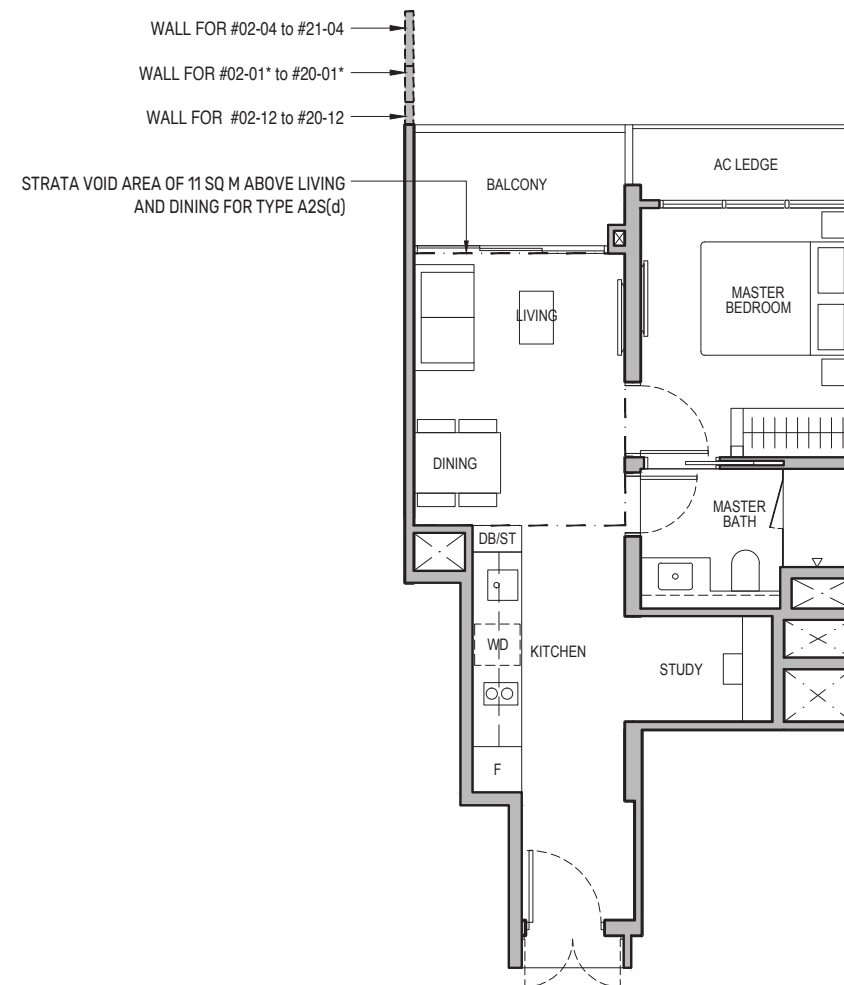 WALL FOR #02-04 to #21-04
WALL FOR #02-01* to #20-01*
WALL FOR #02-12 to #20-12
STRATA VOID AREA OF 11 SQ M ABOVE LIVING
AND DINING FOR TYPE A2S(d)
BALCONY
AC LEDGE
MASTER
BEDROOM
LIVING
DINING
MASTER
BATH
DB/ST
WD
KITCHEN
STUDY
F